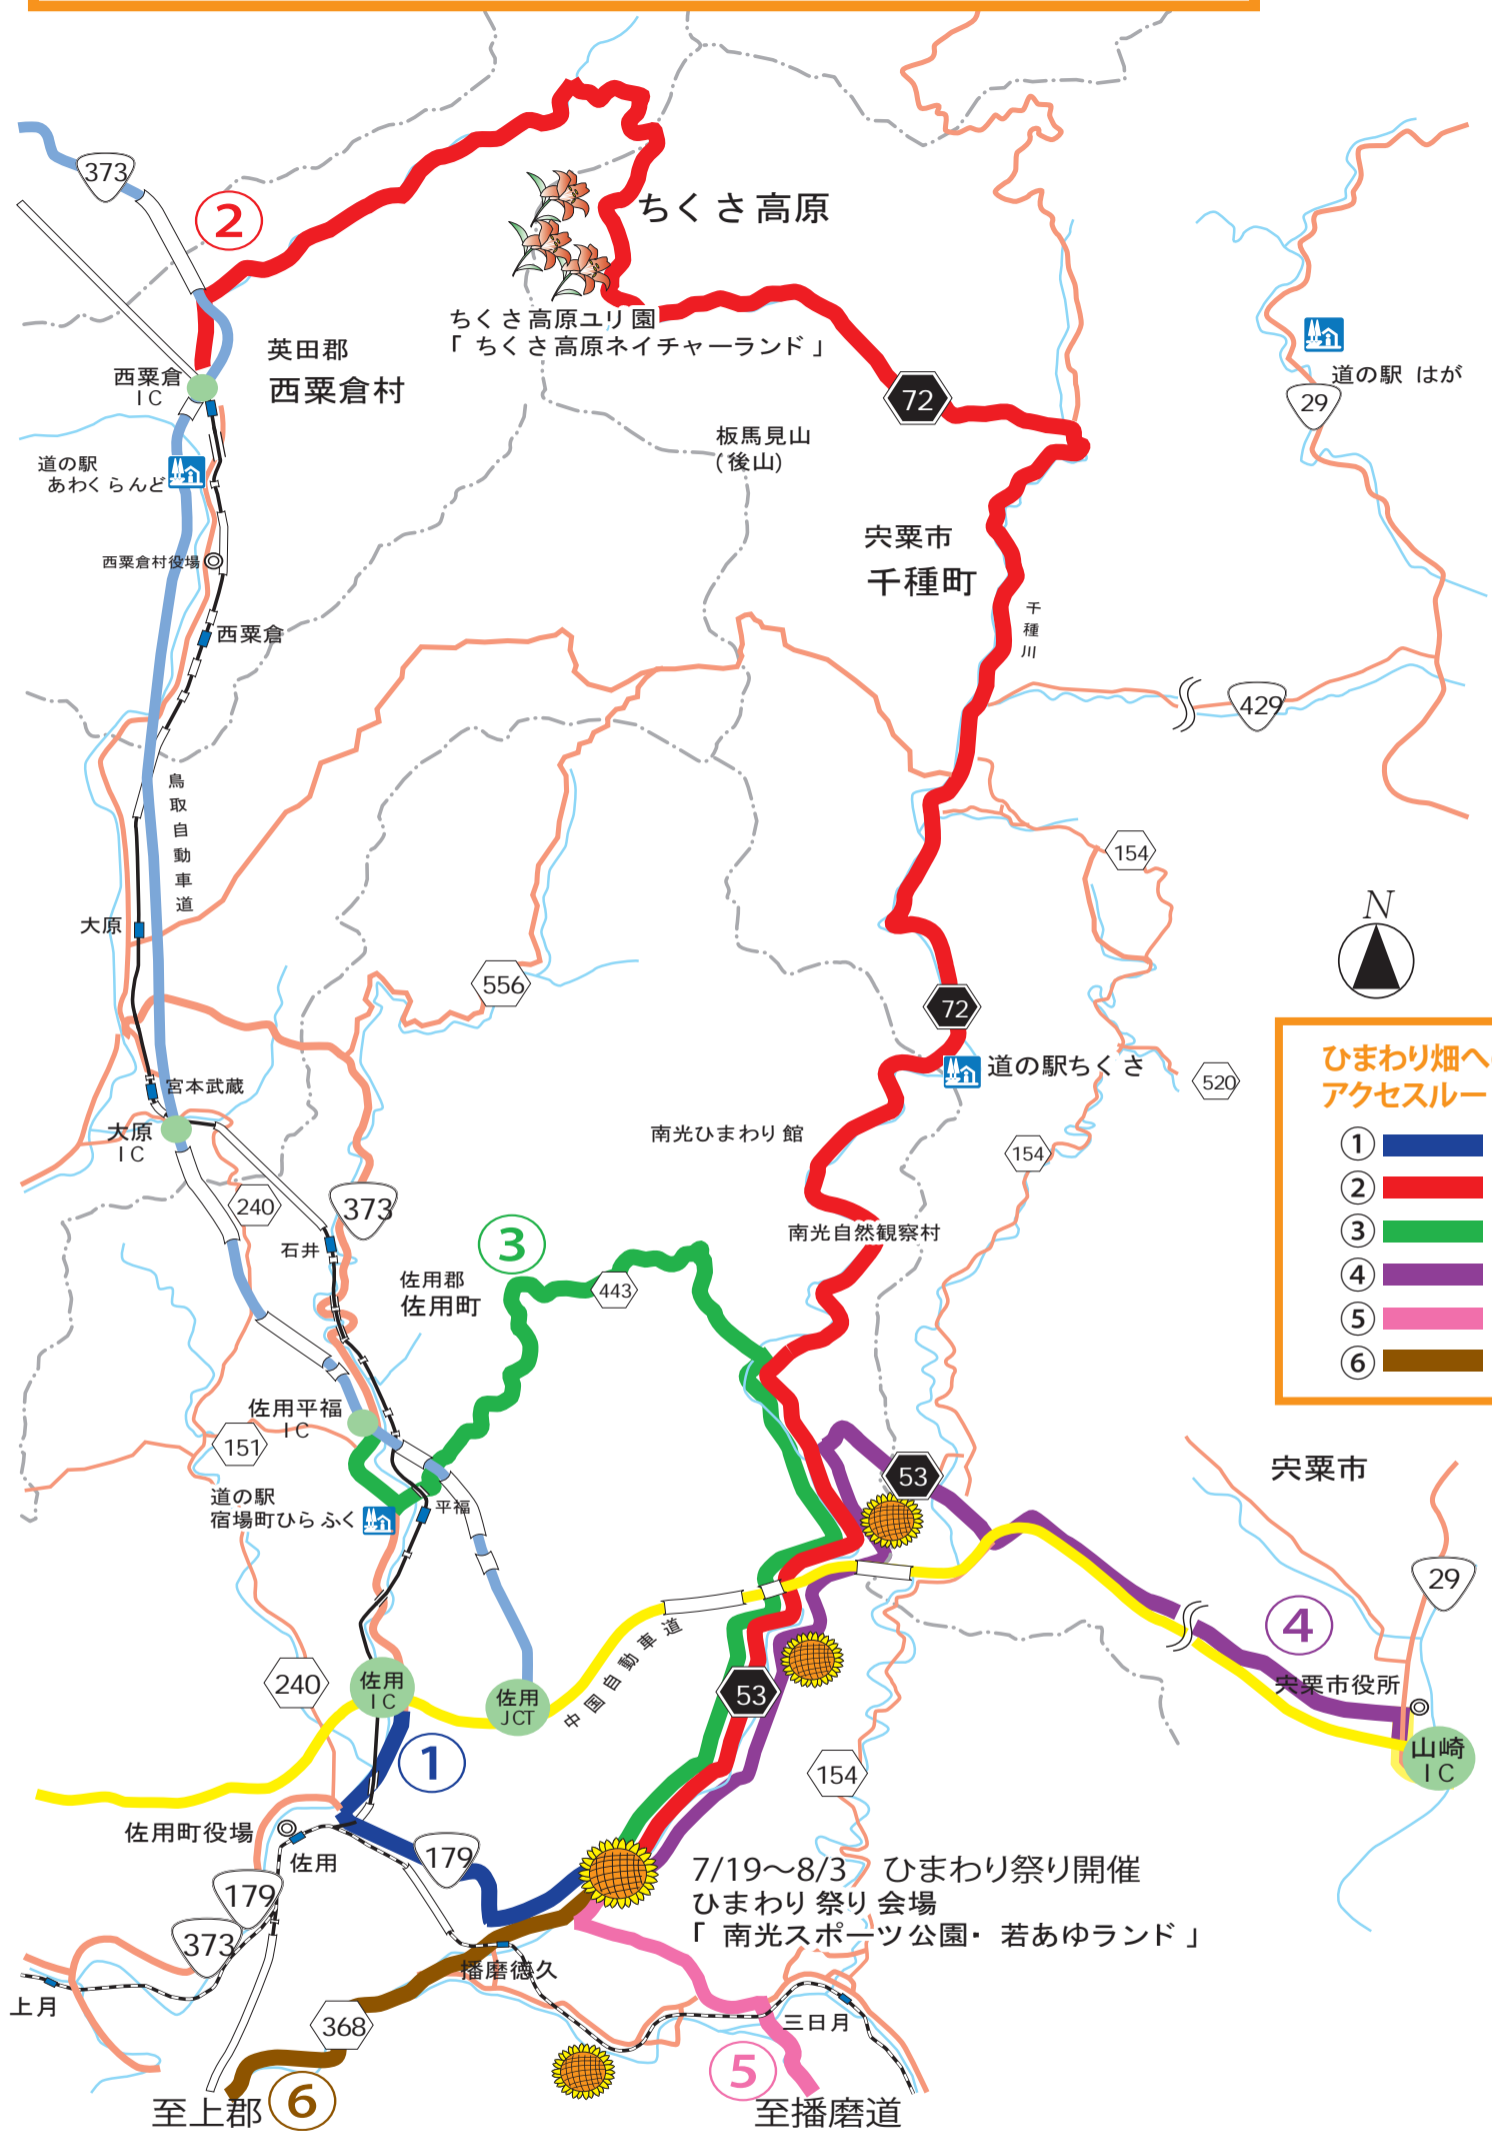 373
②
ちくさ高原
ちくさ高原ユリ園
「ちくさ高原ネイチャーランド」
英田郡
西粟倉村
西粟倉
IC
道の駅
あわくらんど
西粟倉村役場
西粟倉
72
板馬見山
(後山)
道の駅 はが
29
宍粟市
千種町
千種川
429
鳥取自動車道
大原
154
556
N
72
道の駅ちくさ
520
宮本武蔵
大原
IC
南光ひまわり館
154
240
373
石井
南光自然観察村
③
443
佐用郡
佐用町
ひまわり畑へ
アクセスルー
①
②
③
④
⑤
⑥
佐用平福
IC
151
道の駅
宿場町ひらふく
平福
53
宍粟市
29
④
宍粟市役所
山崎
IC
中国自動車道
240
佐用
IC
佐用
JCT
53
①
154
佐用町役場
佐用
179
179
373
7/19～8/3 ひまわり祭り開催
ひまわり祭り会場
「南光スポーツ公園・若あゆランド」
播磨徳久
上月
368
三日月
⑤
至播磨道
至上郡
⑥